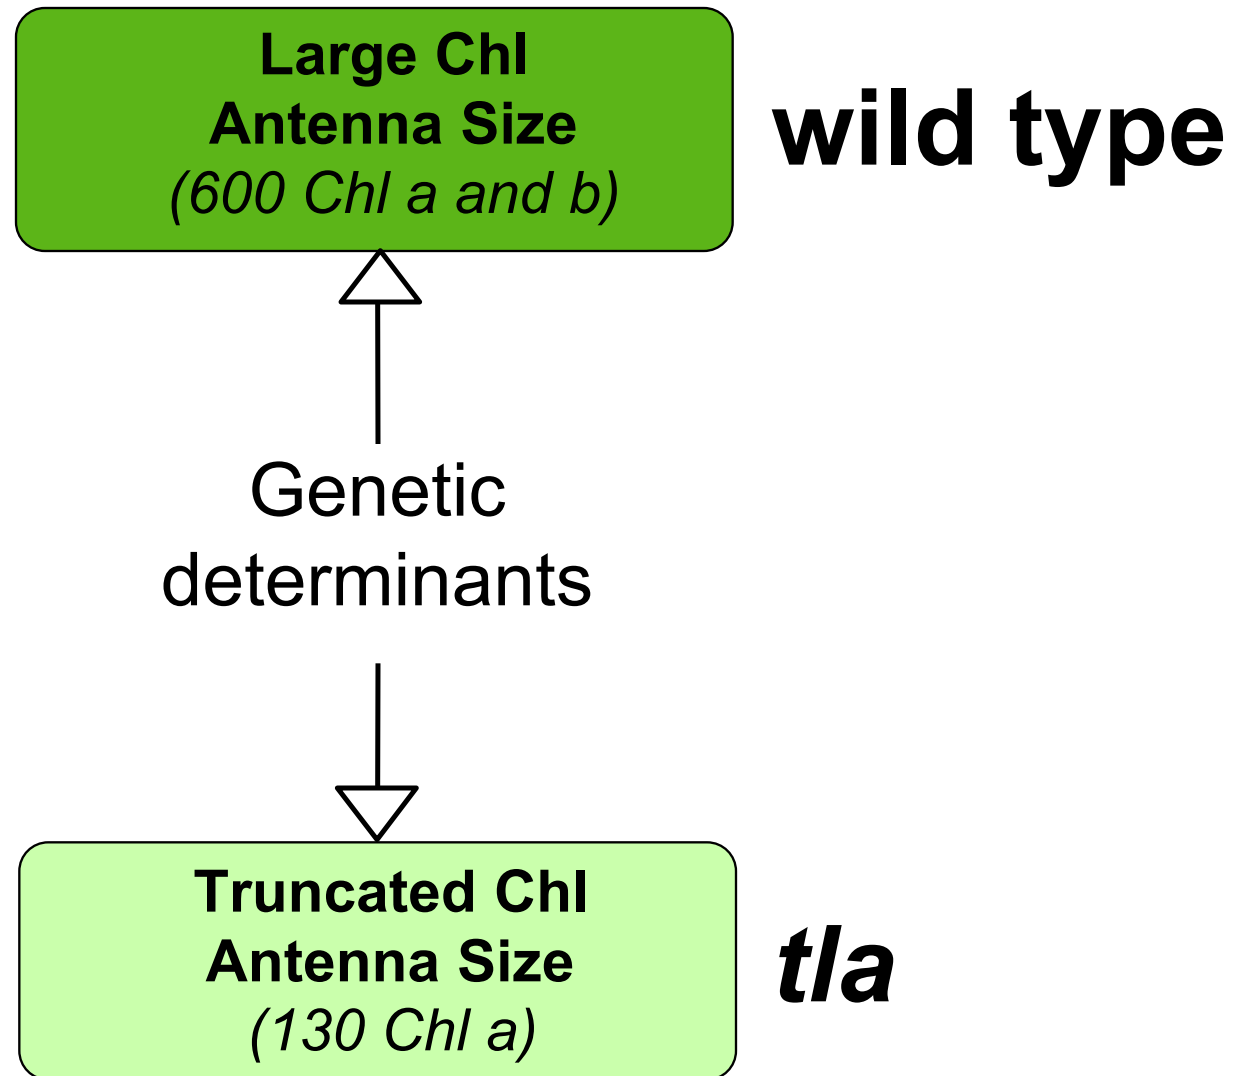 Large Chl
Antenna Size
(600 Chl a and b)
wild type
Genetic
determinants
Truncated Chl
Antenna Size
(130 Chl a)
tla